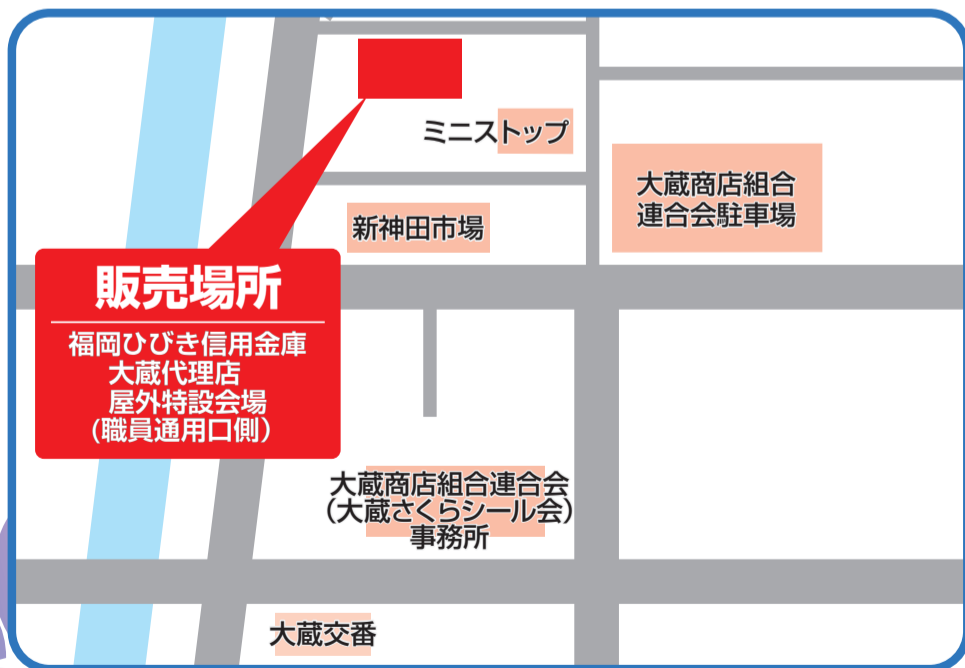 ミニストップ
大蔵商店組合
連合会駐車場
新神田市場
販売場所
福岡ひびき信用金庫
大蔵代理店
屋外特設会場
(職員通用口側)
大蔵商店組合連合会
(大蔵さくらシール会)
事務所
大蔵交番